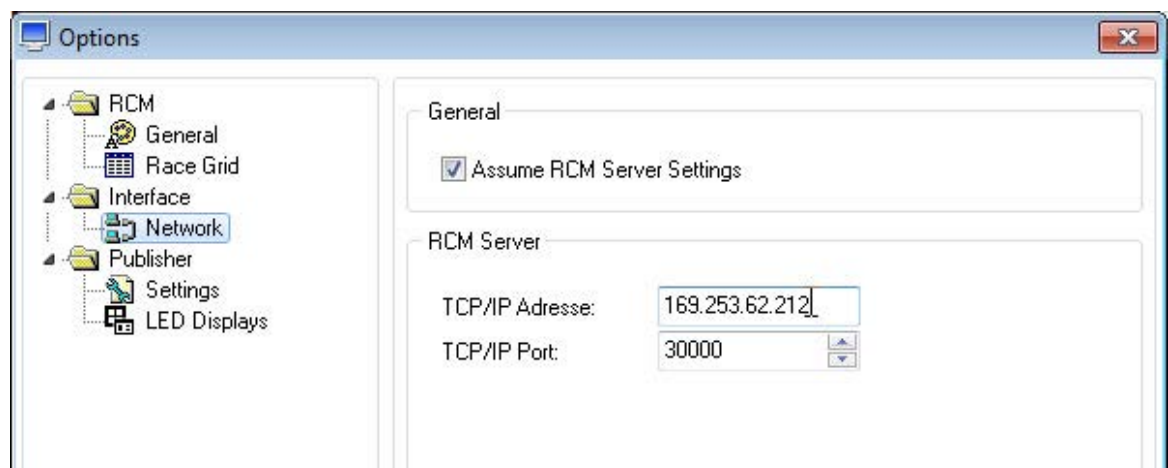 Options
RCM
General
Race Grid
Interface
Network
Publisher
Settings
LED Displays
General
Assume RCM Server Settings
RCM Server
TCP/IP Adresse: 169.253.62.212
TCP/IP Port: 30000